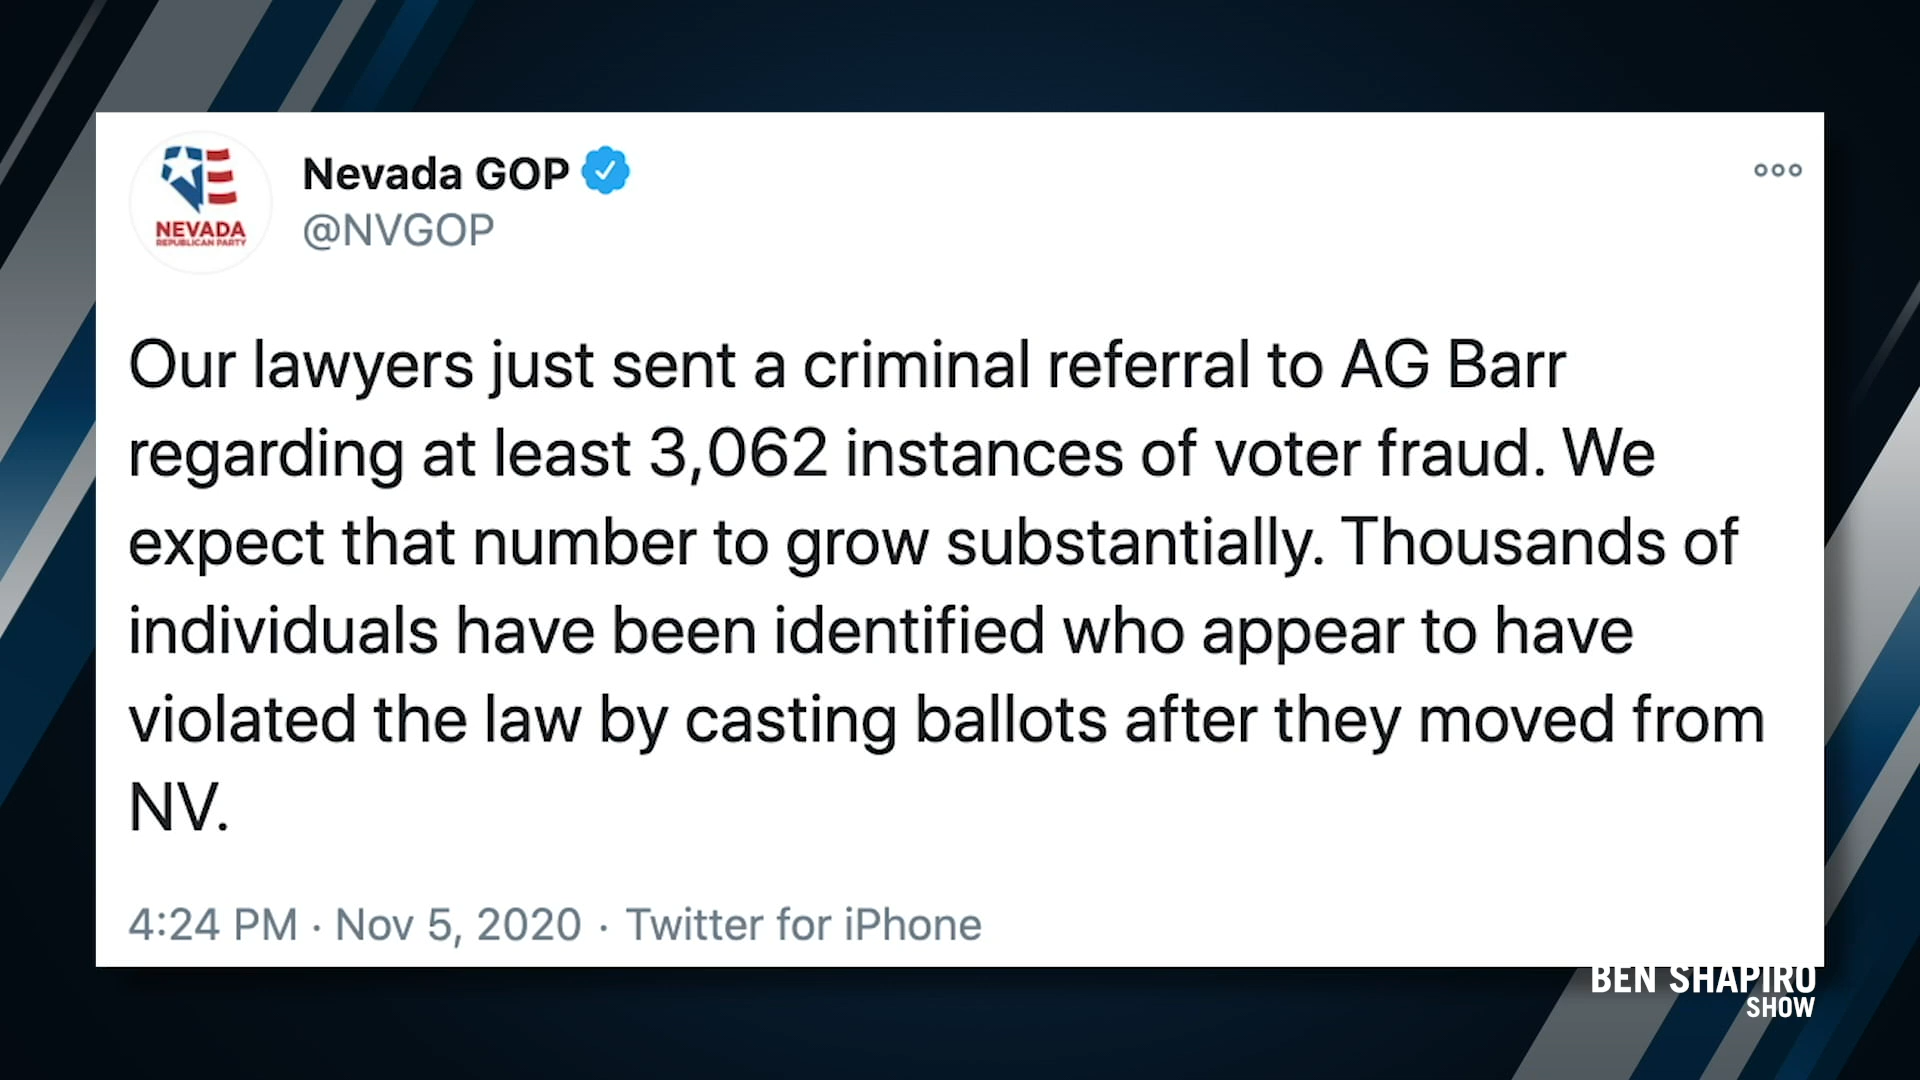 Nevada GOP
@NVGOP
NEVADA
REPUBLICAN PARTY
Our lawyers just sent a criminal referral to AG Barr
regarding at least 3,062 instances of voter fraud. We
expect that number to grow substantially. Thousands of
individuals have been identified who appear to have
violated the law by casting ballots after they moved from
NV.
4:24 PM · Nov 5, 2020 · Twitter for iPhone
BEN SHAPIRO
SHOW